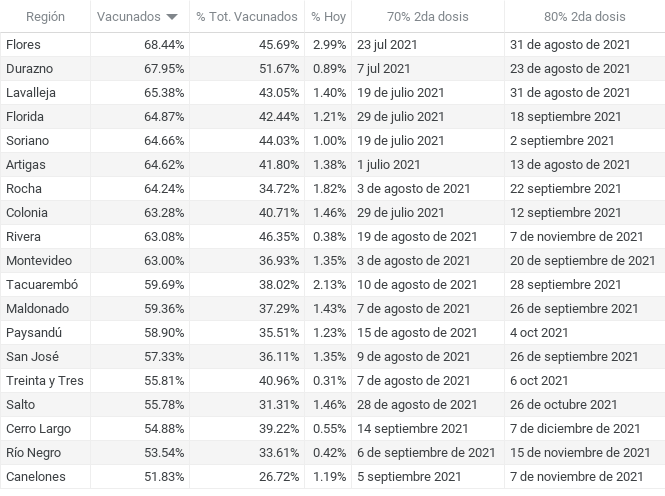 Región Vacunados % Tot. Vacunados % Hoy 70% 2da dosis 80% 2da dosis
Flores 68.44% 45.69% 2.99% 23 jul 2021 31 de agosto de 2021
Durazno 67.95% 51.67% 0.89% 7 jul 2021 23 de agosto de 2021
Lavalleja 65.38% 43.05% 1.40% 19 de julio 2021 31 de agosto de 2021
Florida 64.87% 42.44% 1.21% 29 de julio 2021 18 septiembre 2021
Soriano 64.66% 44.03% 1.00% 19 de julio 2021 2 septiembre 2021
Artigas 64.62% 41.80% 1.38% 1 julio 2021 13 de agosto de 2021
Rocha 64.24% 34.72% 1.82% 3 de agosto de 2021 22 septiembre 2021
Colonia 63.28% 40.71% 1.46% 29 de julio 2021 12 septiembre 2021
Rivera 63.08% 46.35% 0.38% 19 de agosto de 2021 7 de noviembre de 2021
Montevideo 63.00% 36.93% 1.35% 3 de agosto de 2021 20 de septiembre de 2021
Tacuarembó 59.69% 38.02% 2.13% 10 de agosto de 2021 28 septiembre 2021
Maldonado 59.36% 37.29% 1.43% 7 de agosto de 2021 26 de septiembre de 2021
Paysandú 58.90% 35.51% 1.23% 15 de agosto de 2021 4 oct 2021
San José 57.33% 36.11% 1.35% 9 de agosto de 2021 26 de septiembre de 2021
Treinta y Tres 55.81% 40.96% 0.31% 7 de agosto de 2021 6 oct 2021
Salto 55.78% 31.31% 1.46% 28 de agosto de 2021 26 de octubre de 2021
Cerro Largo 54.88% 39.22% 0.55% 14 septiembre 2021 7 de diciembre de 2021
Río Negro 53.54% 33.61% 0.42% 6 de septiembre de 2021 15 de noviembre de 2021
Canelones 51.83% 26.72% 1.19% 5 septiembre 2021 7 de noviembre de 2021